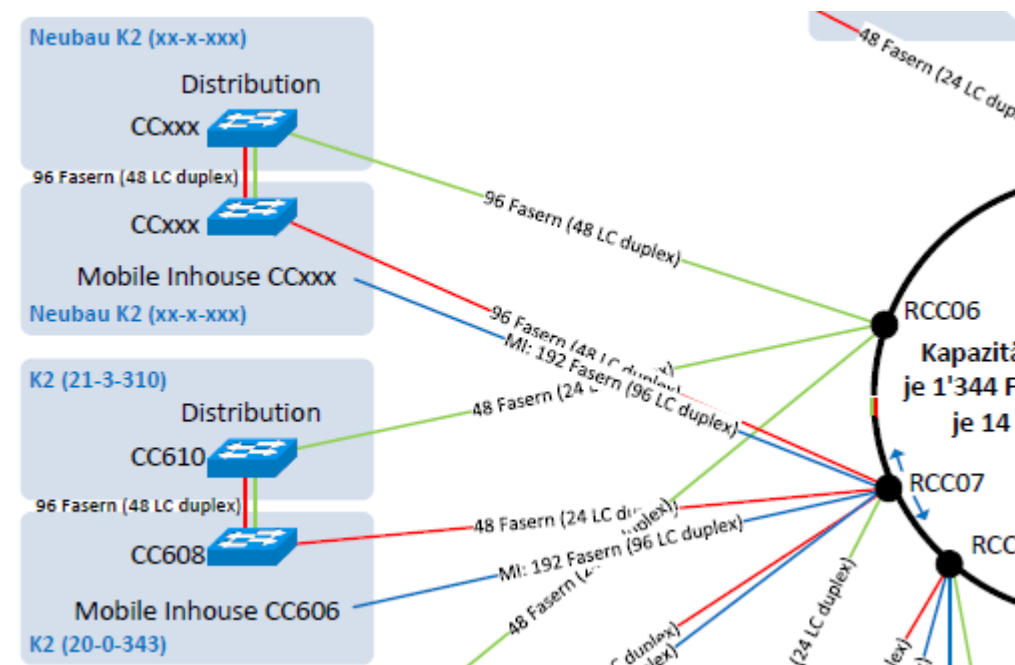 Neubau K2 (xx-x-xxx)
Distribution
CCxxx
96 Fasern (48 LC duplex)
CCxxx
Mobile Inhouse CCxxx
Neubau K2 (xx-x-xxx)
K2 (21-3-310)
Distribution
CC610
96 Fasern (48 LC duplex)
CC608
Mobile Inhouse CC606
K2 (20-0-343)
48 Fasern (24 LC
96 Fasern (48 LC duplex)
96 Fasern (48 LC duplex)
MI: 192 Fasern (96 LC duplex)
48 Fasern (24
48 Fasern (24 LC
MI: 192 Fasern (96 LC duplex)
48 Fasern
duplex)
(24 LC duplex)
RCC06
je 1'344
je 14
RCC07